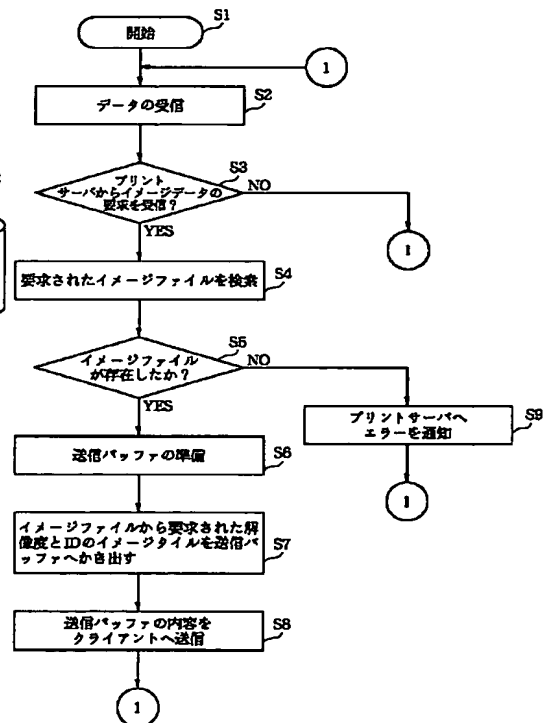 開始
S1
1
データの受信
S2
プリント
サーバからイメージデータの
要求を受信？
S3
NO
YES
1
要求されたイメージファイルを検索
S4
イメージファイル
が存在したか？
S5
NO
YES
プリントサーバへ
エラーを通知
S9
1
送信バッファの準備
S6
イメージファイルから要求された解
像度とIDのイメージタイルを送信バ
ッファへかき出す
S7
送信バッファの内容を
クライアントへ送信
S8
1